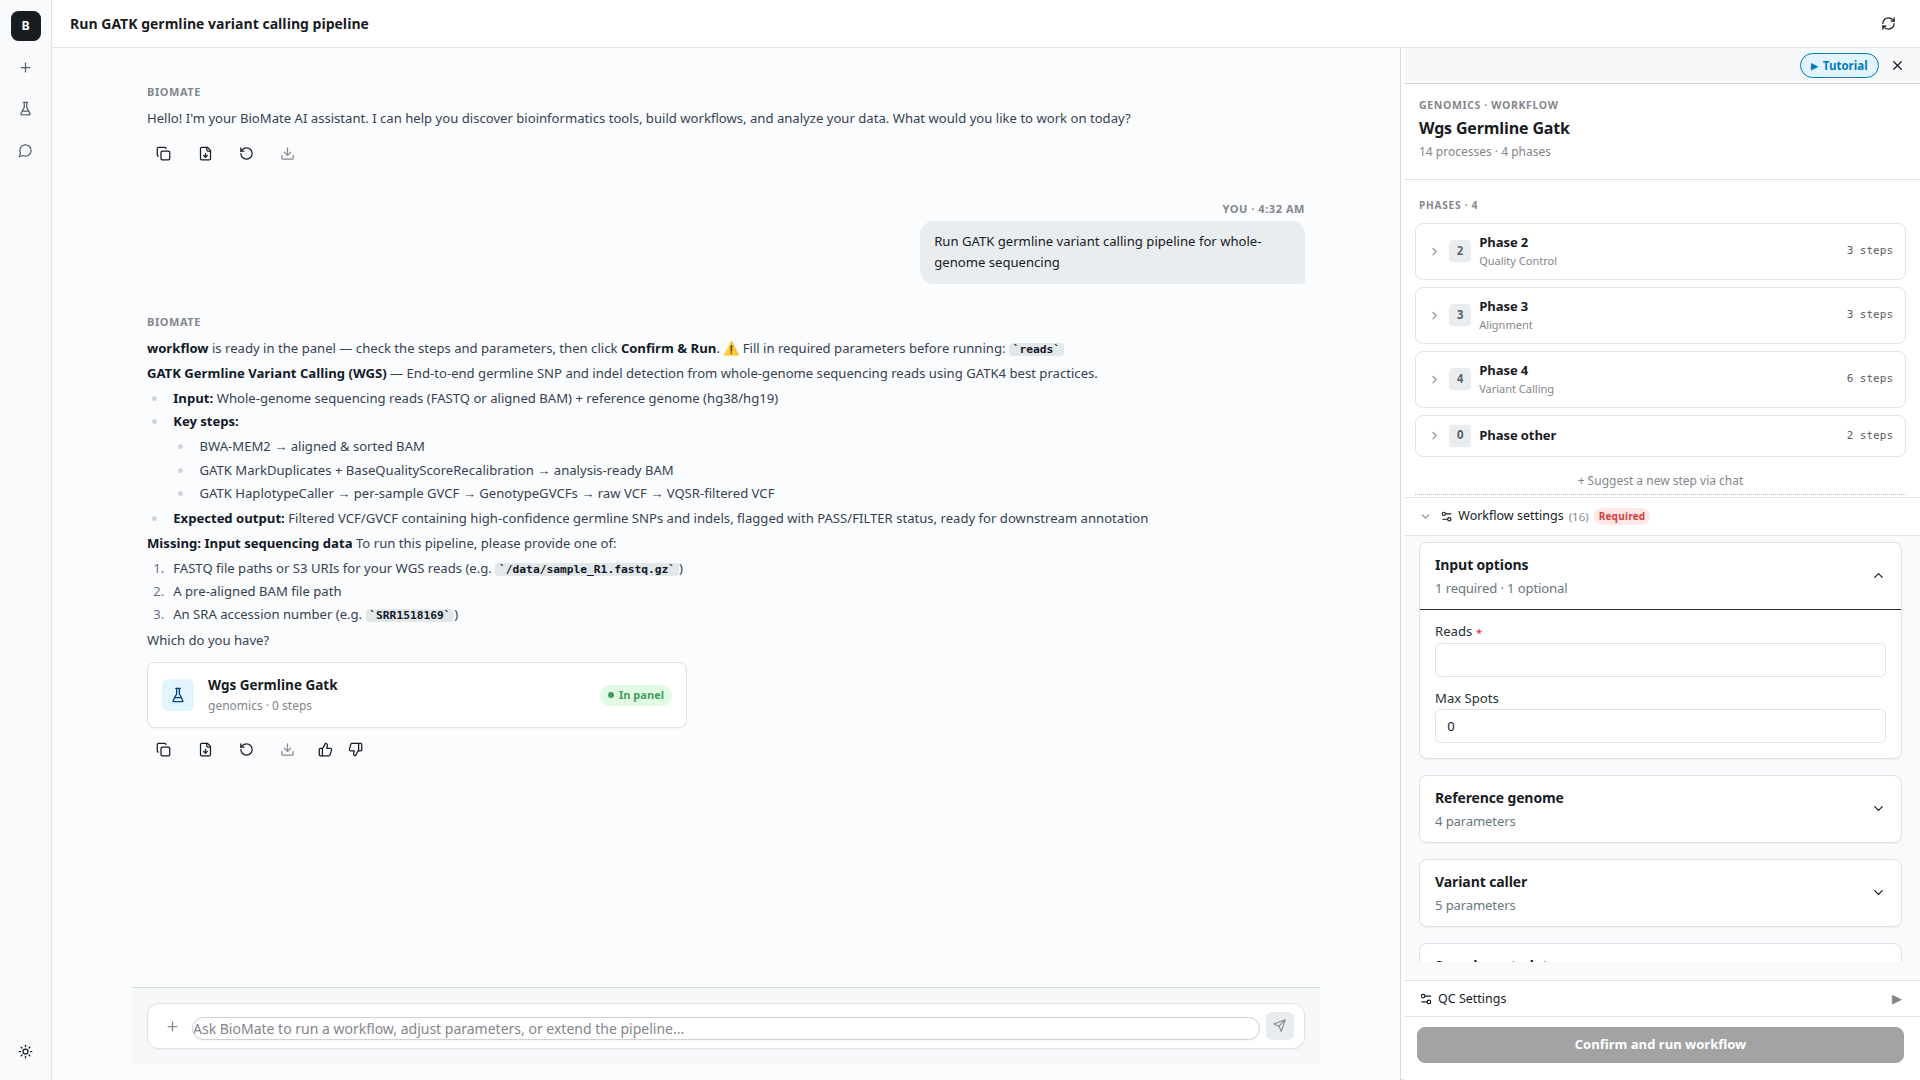 B
Run GATK germline variant calling pipeline
BIOMATE
Hello! I'm your BioMate AI assistant. I can help you discover bioinformatics tools, build workflows, and analyze your data. What would you like to work on today?
YOU · 4:32 AM
Run GATK germline variant calling pipeline for whole-
genome sequencing
BIOMATE
workflow is ready in the panel — check the steps and parameters, then click Confirm & Run. ⚠️ Fill in required parameters before running: `reads`
GATK Germline Variant Calling (WGS) — End-to-end germline SNP and indel detection from whole-genome sequencing reads using GATK4 best practices.
Input: Whole-genome sequencing reads (FASTQ or aligned BAM) + reference genome (hg38/hg19)
Key steps:
BWA-MEM2 → aligned & sorted BAM
GATK MarkDuplicates + BaseQualityScoreRecalibration → analysis-ready BAM
GATK HaplotypeCaller → per-sample GVCF → GenotypeGVCFs → raw VCF → VQSR-filtered VCF
Expected output: Filtered VCF/GVCF containing high-confidence germline SNPs and indels, flagged with PASS/FILTER status, ready for downstream annotation
Missing: Input sequencing data To run this pipeline, please provide one of:
1. FASTQ file paths or S3 URIs for your WGS reads (e.g. `/data/sample_R1.fastq.gz`)
2. A pre-aligned BAM file path
3. An SRA accession number (e.g. `SRR1518169`)
Which do you have?
Wgs Germline Gatk
genomics · 0 steps
In panel
Ask BioMate to run a workflow, adjust parameters, or extend the pipeline...
▶ Tutorial
GENOMICS · WORKFLOW
Wgs Germline Gatk
14 processes · 4 phases
PHASES · 4
2 Phase 2 3 steps
Quality Control
3 Phase 3 3 steps
Alignment
4 Phase 4 6 steps
Variant Calling
0 Phase other 2 steps
+ Suggest a new step via chat
Workflow settings (16) Required
Input options
1 required · 1 optional
Reads *
Max Spots
0
Reference genome
4 parameters
Variant caller
5 parameters
QC Settings
Confirm and run workflow